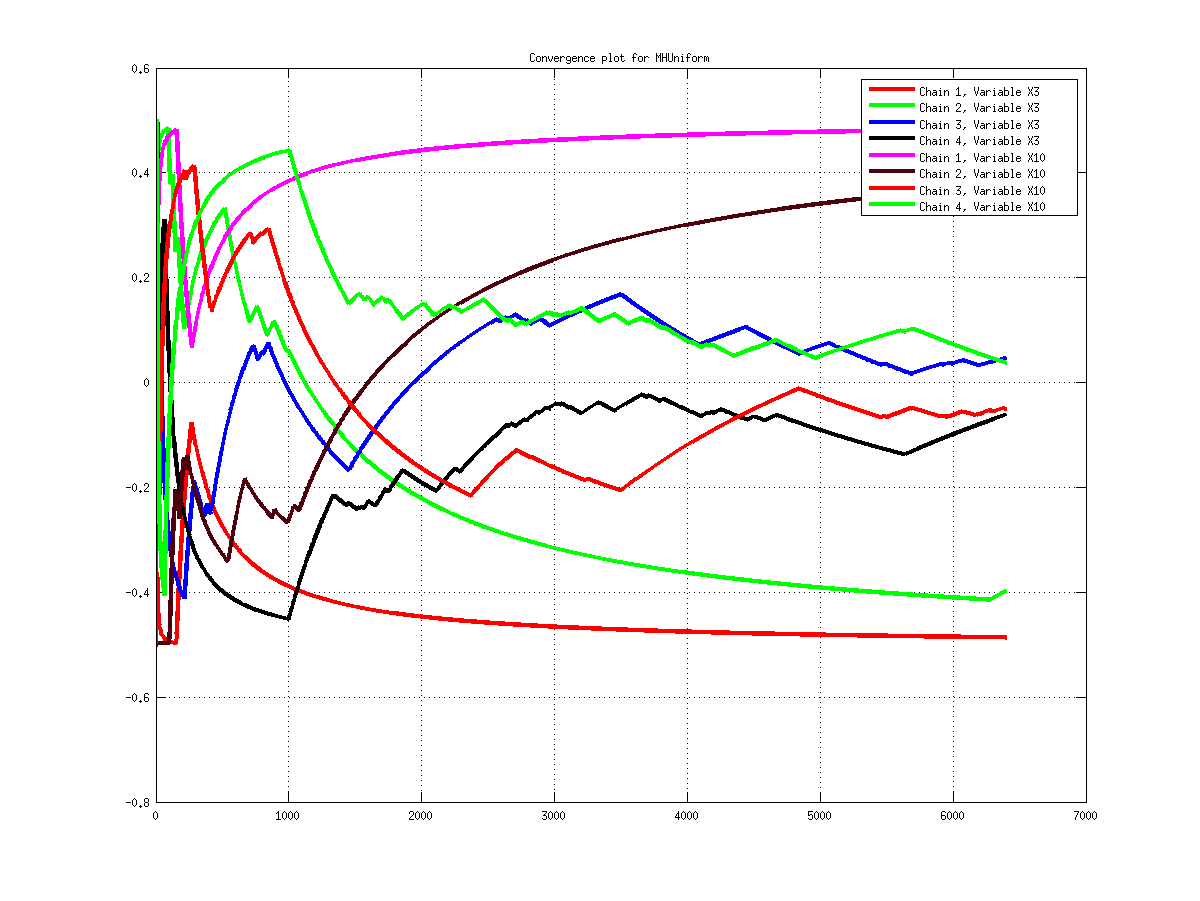 Convergence plot for MHUniform
0.6
0.4
0.2
0
-0.2
-0.4
-0.6
-0.8
0 1000 2000 3000 4000 5000 6000 7000
Chain 1, Variable X3
Chain 2, Variable X3
Chain 3, Variable X3
Chain 4, Variable X3
Chain 1, Variable X10
Chain 2, Variable X10
Chain 3, Variable X10
Chain 4, Variable X10